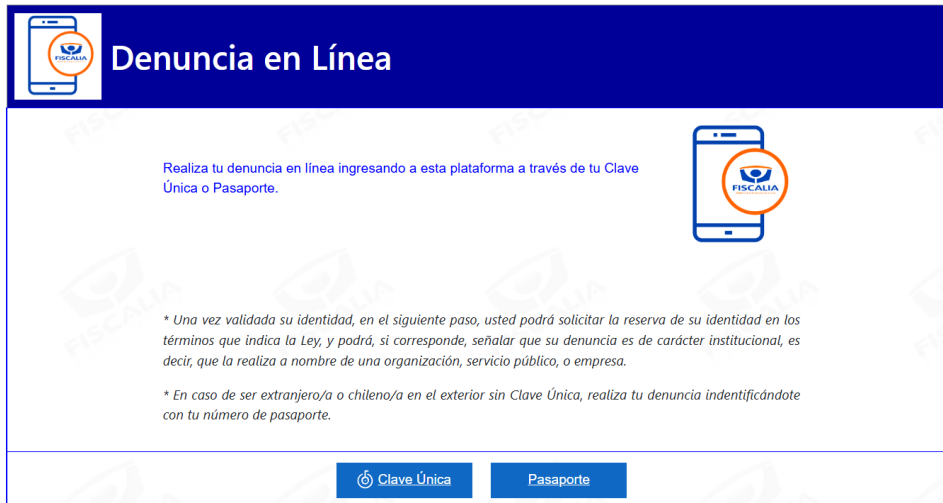 FISCALIA
Denuncia en Línea
Realiza tu denuncia en línea ingresando a esta plataforma a través de tu Clave
Única o Pasaporte.
FISCALIA
* Una vez validada su identidad, en el siguiente paso, usted podrá solicitar la reserva de su identidad en los
términos que indica la Ley, y podrá, si corresponde, señalar que su denuncia es de carácter institucional, es
decir, que la realiza a nombre de una organización, servicio público, o empresa.
* En caso de ser extranjero/a o chileno/a en el exterior sin Clave Única, realiza tu denuncia indentificándote
con tu número de pasaporte.
Clave Única
Pasaporte